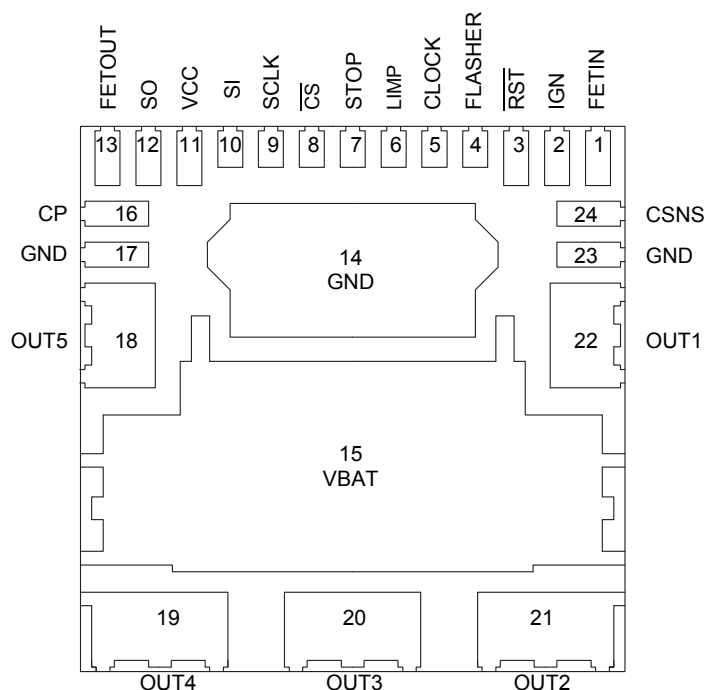 FETOUT SO VCC SI SCLK CS STOP LIMP CLOCK FLASHER RST IGN FETIN
13 12 11 10 9 8 7 6 5 4 3 2 1
CP 16 24 CSNS
GND 17 23 GND
14
GND
OUT5 18 22 OUT1
15
VBAT
19 20 21
OUT4 OUT3 OUT2